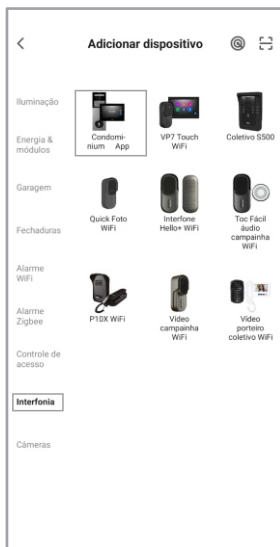 Adicionar dispositivo
Iluminação
Energia &
módulos
Garagem
Fechaduras
Alarme
WiFi
Alarme
Zigbee
Controle de
acesso
Interfonia
Câmeras
Condomi-
nium App
VP7 Touch
WiFi
Coletivo S500
Quick Foto
WiFi
Interfone
Hello+ WiFi
Toc Fácil
áudio
campainha
WiFi
P10X WiFi
Vídeo
campainha
WiFi
Vídeo
porteiro
coletivo WiFi